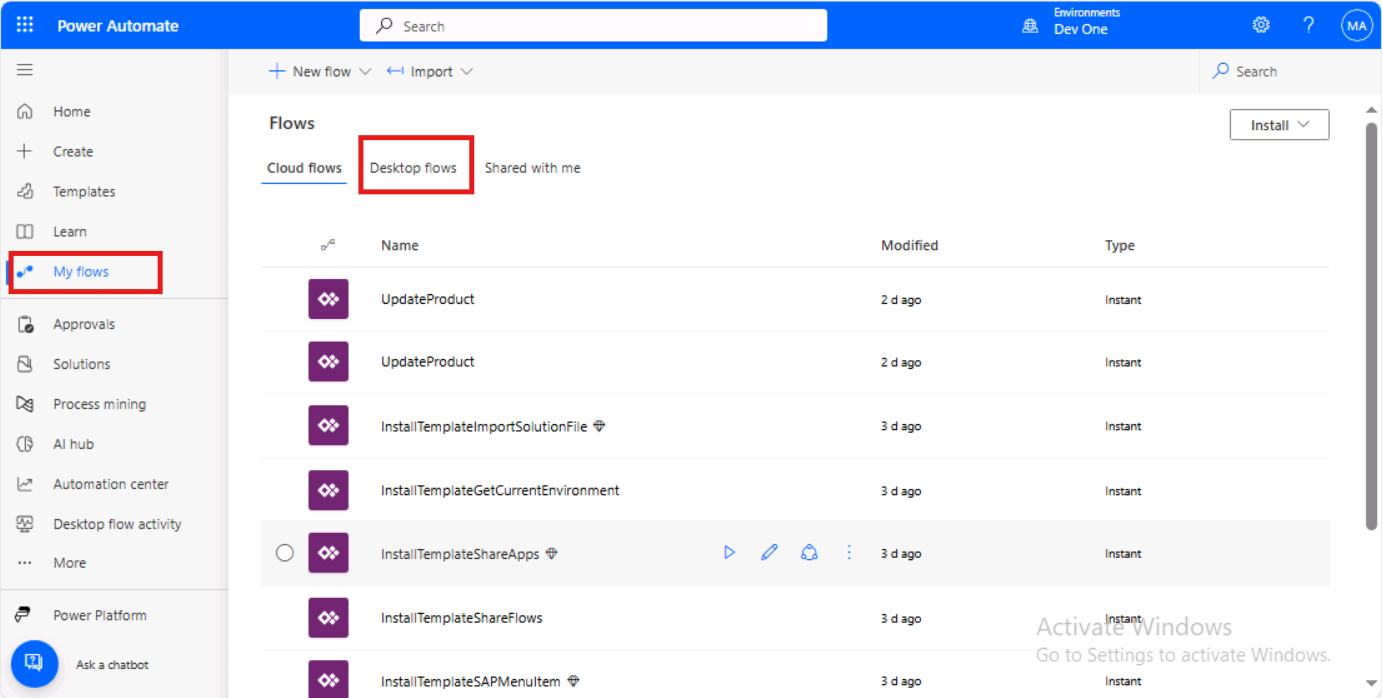 Power Automate
Search
Environments
Dev One
?
MA
New flow
Import
Search
Home
Create
Templates
Learn
My flows
Approvals
Solutions
Process mining
AI hub
Automation center
Desktop flow activity
More
Power Platform
Ask a chatbot
Flows
Install
Cloud flows Desktop flows Shared with me
Name Modified Type
UpdateProduct 2 d ago Instant
UpdateProduct 2 d ago Instant
InstallTemplateImportSolutionFile 3 d ago Instant
InstallTemplateGetCurrentEnvironment 3 d ago Instant
InstallTemplateShareApps 3 d ago Instant
InstallTemplateShareFlows 3 d ago Instant
InstallTemplateSAPMenuItem 3 d ago Instant
Activate Windows
Go to Settings to activate Windows.